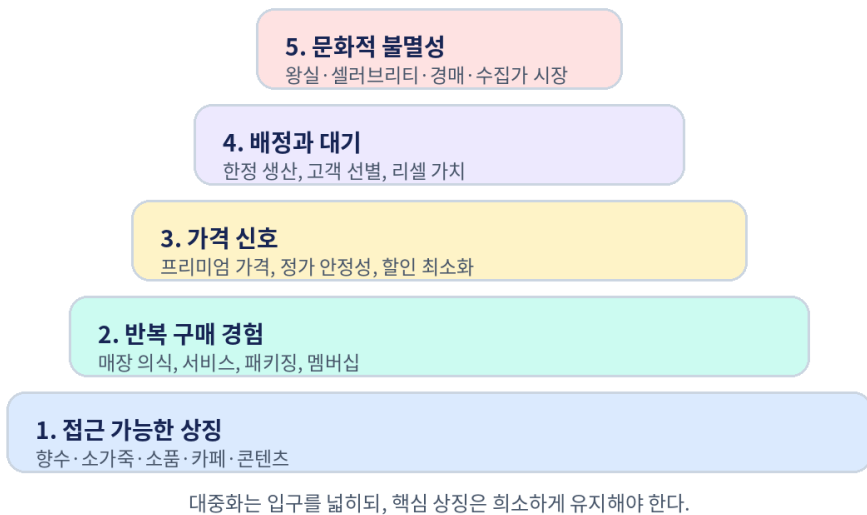 5. 문화적 불멸성
왕실·셀러브리티·경매·수집가 시장
4. 배정과 대기
한정 생산, 고객 선별, 리셀 가치
3. 가격 신호
프리미엄 가격, 정가 안정성, 할인 최소화
2. 반복 구매 경험
매장 의식, 서비스, 패키징, 멤버십
1. 접근 가능한 상징
향수·소가죽·소품·카페·콘텐츠
대중화는 입구를 넓히되, 핵심 상징은 희소하게 유지해야 한다.